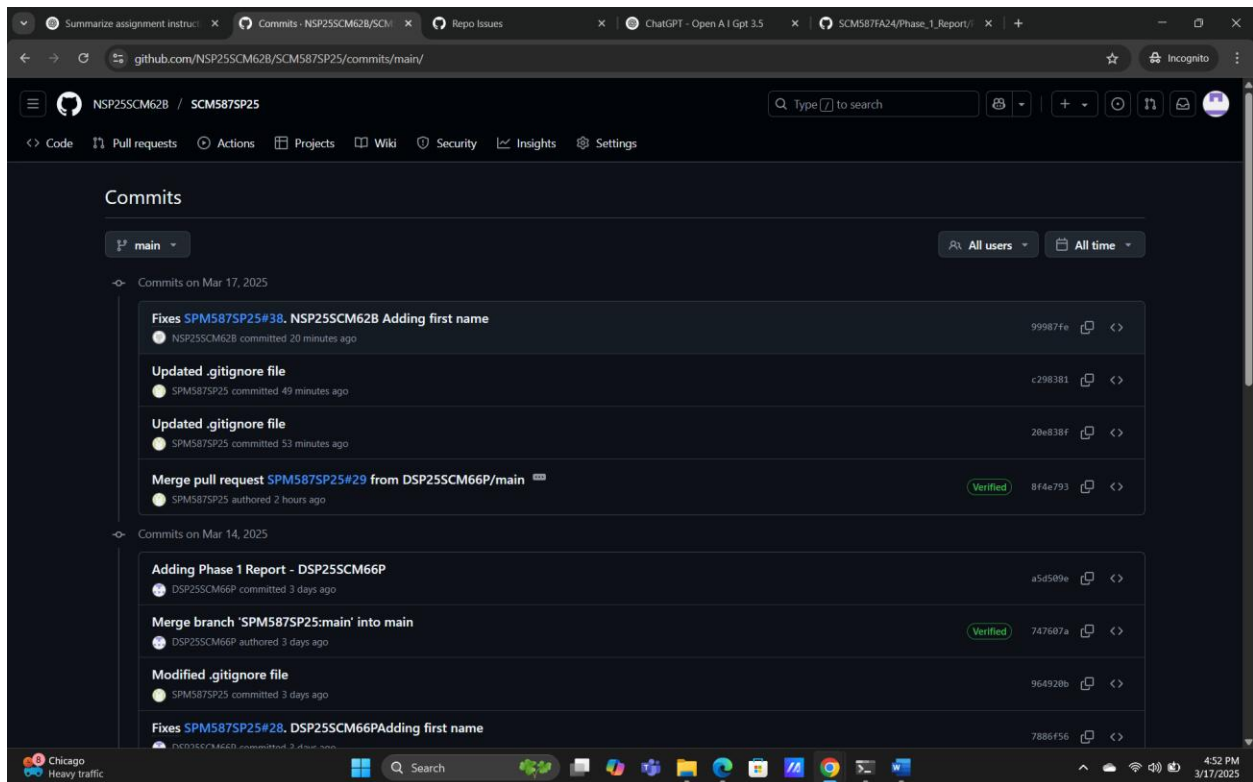 Summarize assignment instruct
Commits · NSP25SCM62B/SCM
Repo Issues
ChatGPT - Open A I Gpt 3.5
SCM587FA24/Phase_1_Report/
github.com/NSP25SCM62B/SCM587SP25/commits/main/
Incognito
NSP25SCM62B / SCM587SP25
Type / to search
Code Pull requests Actions Projects Wiki Security Insights Settings
Commits
main
All users
All time
Commits on Mar 17, 2025
Fixes SPM587SP25#38. NSP25SCM62B Adding first name
NSP25SCM62B committed 20 minutes ago
99987fe
Updated .gitignore file
SPM587SP25 committed 49 minutes ago
c298381
Updated .gitignore file
SPM587SP25 committed 53 minutes ago
20e838f
Merge pull request SPM587SP25#29 from DSP25SCM66P/main
SPM587SP25 authored 2 hours ago
Verified 8f4e793
Commits on Mar 14, 2025
Adding Phase 1 Report - DSP25SCM66P
DSP25SCM66P committed 3 days ago
a5d509e
Merge branch 'SPM587SP25:main' into main
DSP25SCM66P authored 3 days ago
Verified 747607a
Modified .gitignore file
SPM587SP25 committed 3 days ago
964920b
Fixes SPM587SP25#28. DSP25SCM66PAdding first name
DSP25SCM66P committed 3 days ago
7886f56
Chicago
Heavy traffic
Search
4:52 PM
3/17/2025